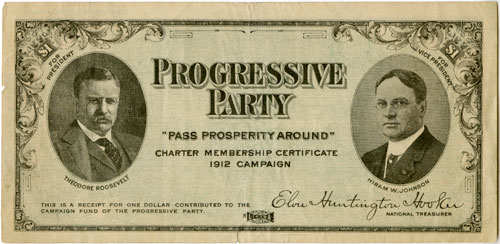 $1
$1
FOR PRESIDENT
FOR VICE PRESIDENT
PROGRESSIVE
PARTY
"PASS PROSPERITY AROUND"
CHARTER MEMBERSHIP CERTIFICATE
1912 CAMPAIGN
THEODORE ROOSEVELT
HIRAM W. JOHNSON
THIS IS A RECEIPT FOR ONE DOLLAR CONTRIBUTED TO THE
CAMPAIGN FUND OF THE PROGRESSIVE PARTY.
Elon Huntington Hooker
NATIONAL TREASURER